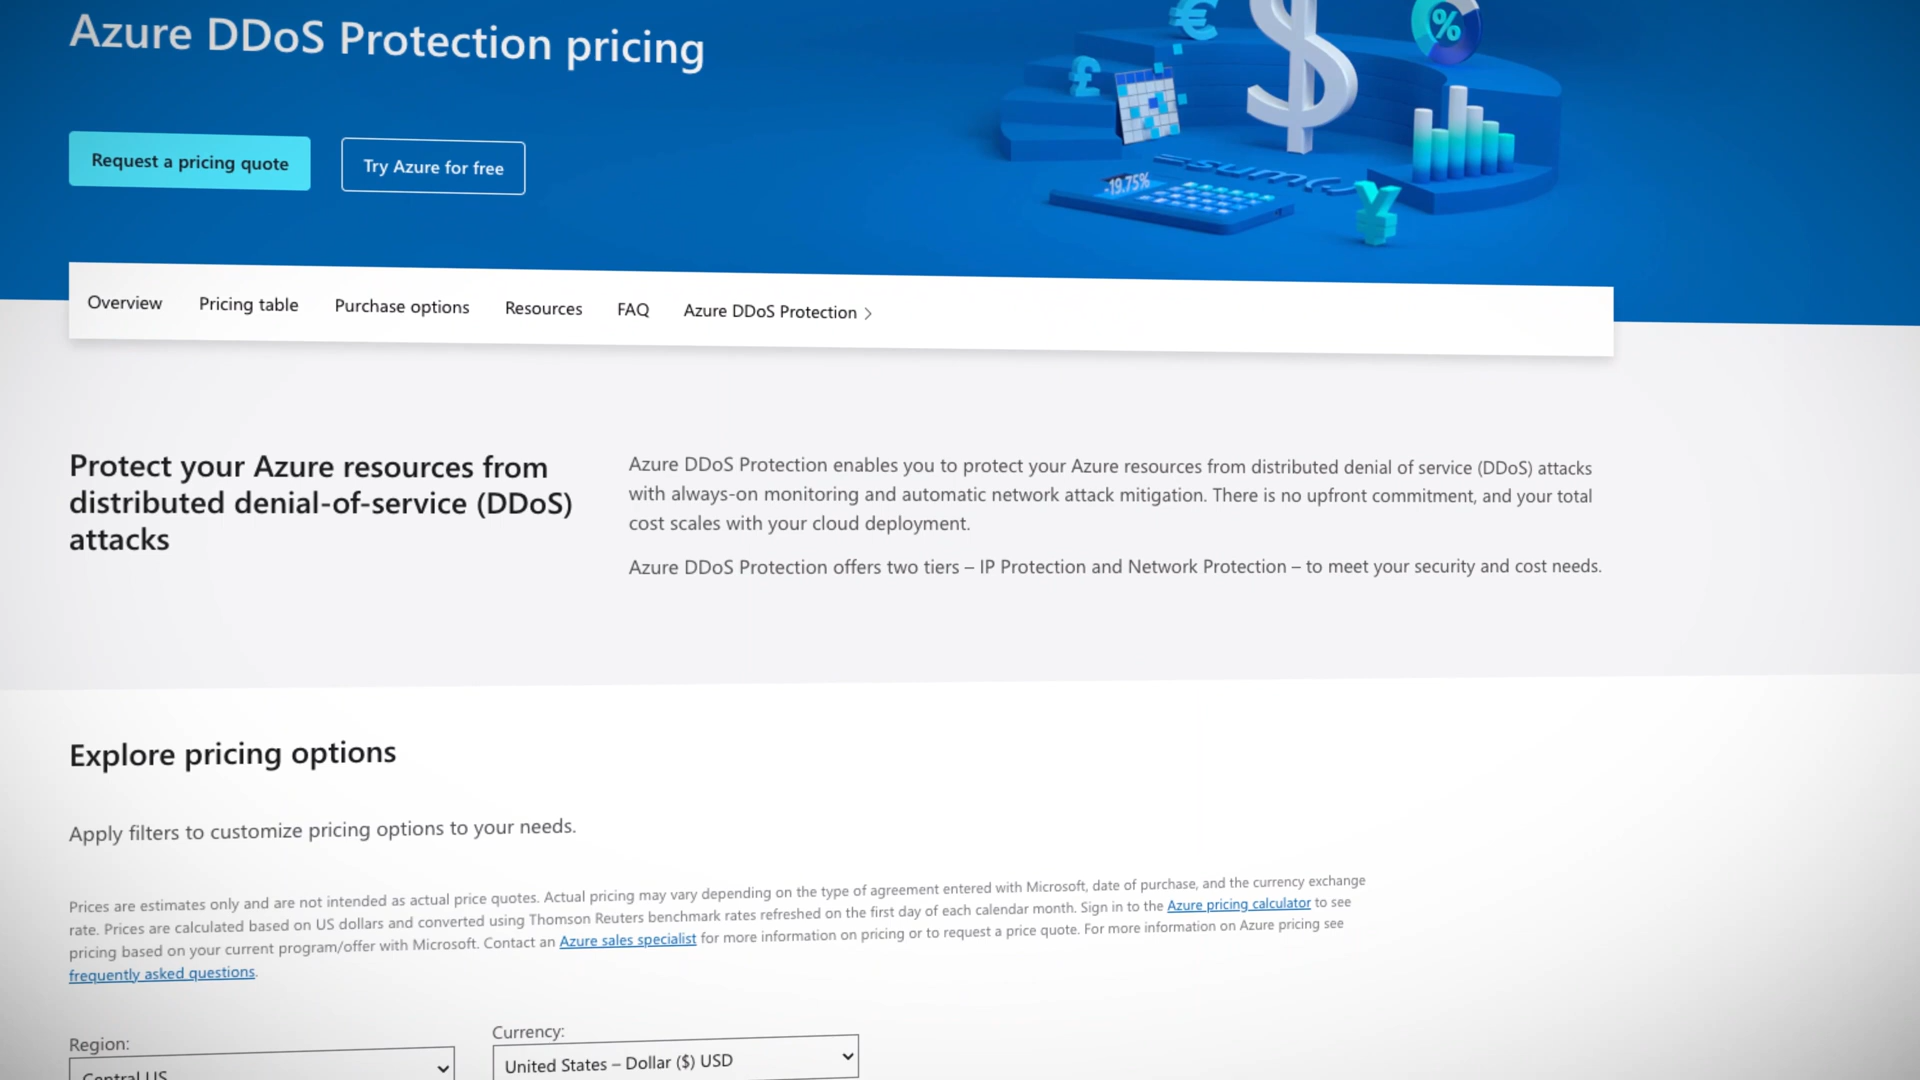 Azure DDoS Protection pricing
Request a pricing quote
Try Azure for free
€
£
$
%
=sum(,)
-19.75%
¥
Overview
Pricing table
Purchase options
Resources
FAQ
Azure DDoS Protection >
Protect your Azure resources from
distributed denial-of-service (DDoS)
attacks
Azure DDoS Protection enables you to protect your Azure resources from distributed denial of service (DDoS) attacks
with always-on monitoring and automatic network attack mitigation. There is no upfront commitment, and your total
cost scales with your cloud deployment.
Azure DDoS Protection offers two tiers – IP Protection and Network Protection – to meet your security and cost needs.
Explore pricing options
Apply filters to customize pricing options to your needs.
Prices are estimates only and are not intended as actual price quotes. Actual pricing may vary depending on the type of agreement entered with Microsoft, date of purchase, and the currency exchange
rate. Prices are calculated based on US dollars and converted using Thomson Reuters benchmark rates refreshed on the first day of each calendar month. Sign in to the Azure pricing calculator to see
pricing based on your current program/offer with Microsoft. Contact an Azure sales specialist for more information on pricing or to request a price quote. For more information on Azure pricing see
frequently asked questions.
Region:
Central US
Currency:
United States – Dollar ($) USD